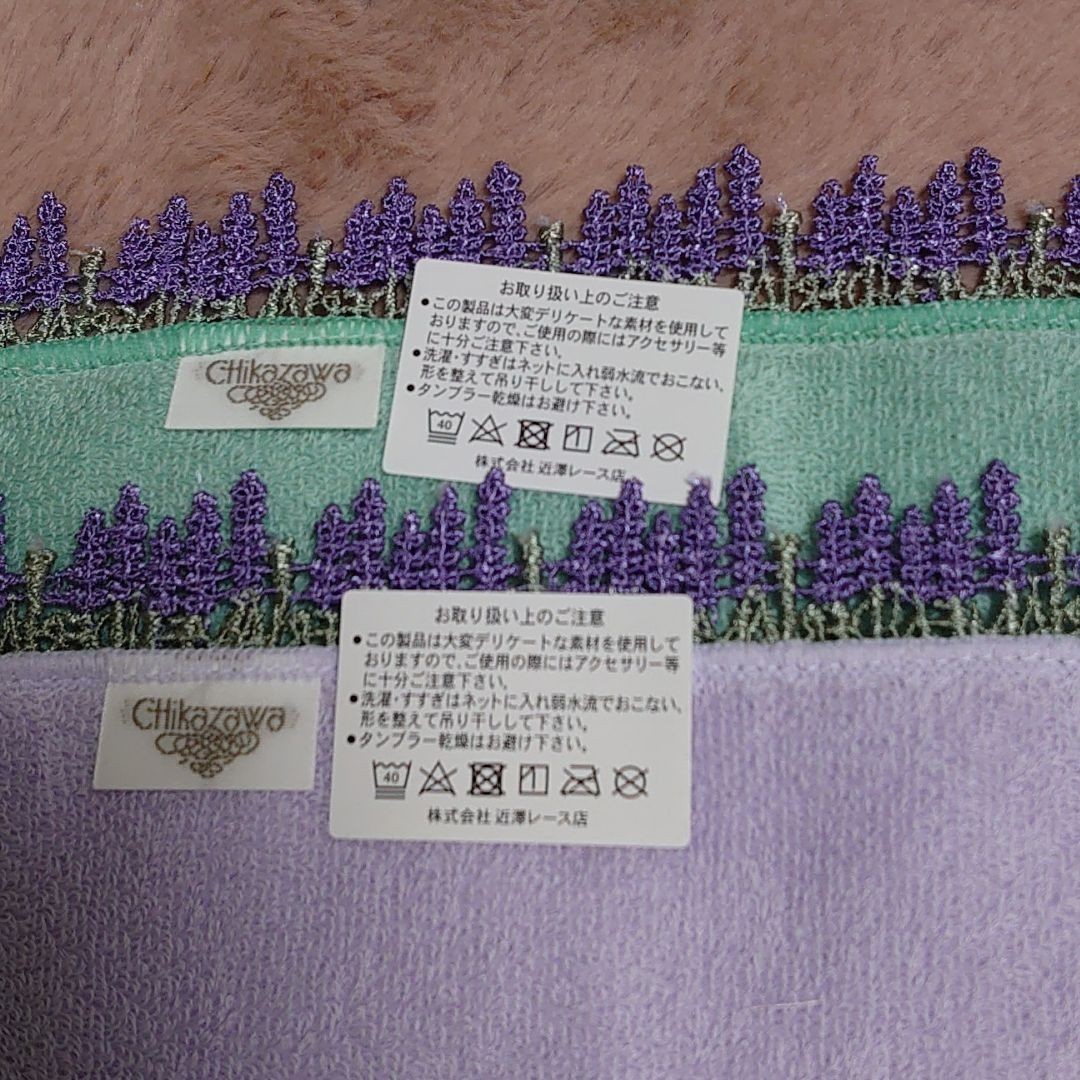 お取り扱い上のご注意
●この製品は大変デリケートな素材を使用して
おりますので、ご使用の際にはアクセサリー等
に十分ご注意下さい。
●洗濯・すすぎはネットに入れ弱水流でおこない、
形を整えて吊り干しして下さい。
●タンブラー乾燥はお避け下さい。
40
株式会社 近澤レース店
CHikazawa
お取り扱い上のご注意
●この製品は大変デリケートな素材を使用して
おりますので、ご使用の際にはアクセサリー等
に十分ご注意下さい。
●洗濯・すすぎはネットに入れ弱水流でおこない、
形を整えて吊り干しして下さい。
●タンブラー乾燥はお避け下さい。
40
株式会社 近澤レース店
CHikazawa